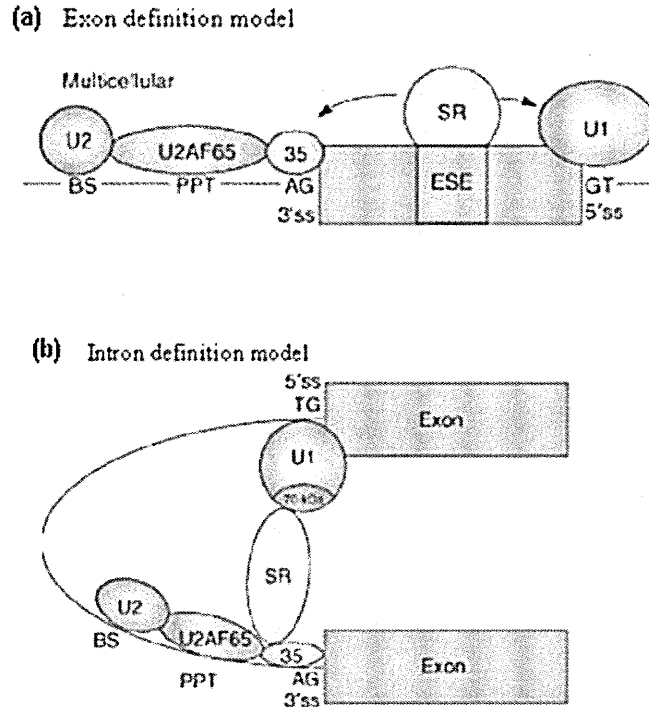 (a) Exon definition model
Multicellular
U2 U2AF65 35 SR U1
BS PPT AG ESE GT
3'ss 5'ss
(b) Intron definition model
5'ss
TG
Exon
U1
SR
U2
BS
U2AF65
35
Exon
PPT
AG
3'ss